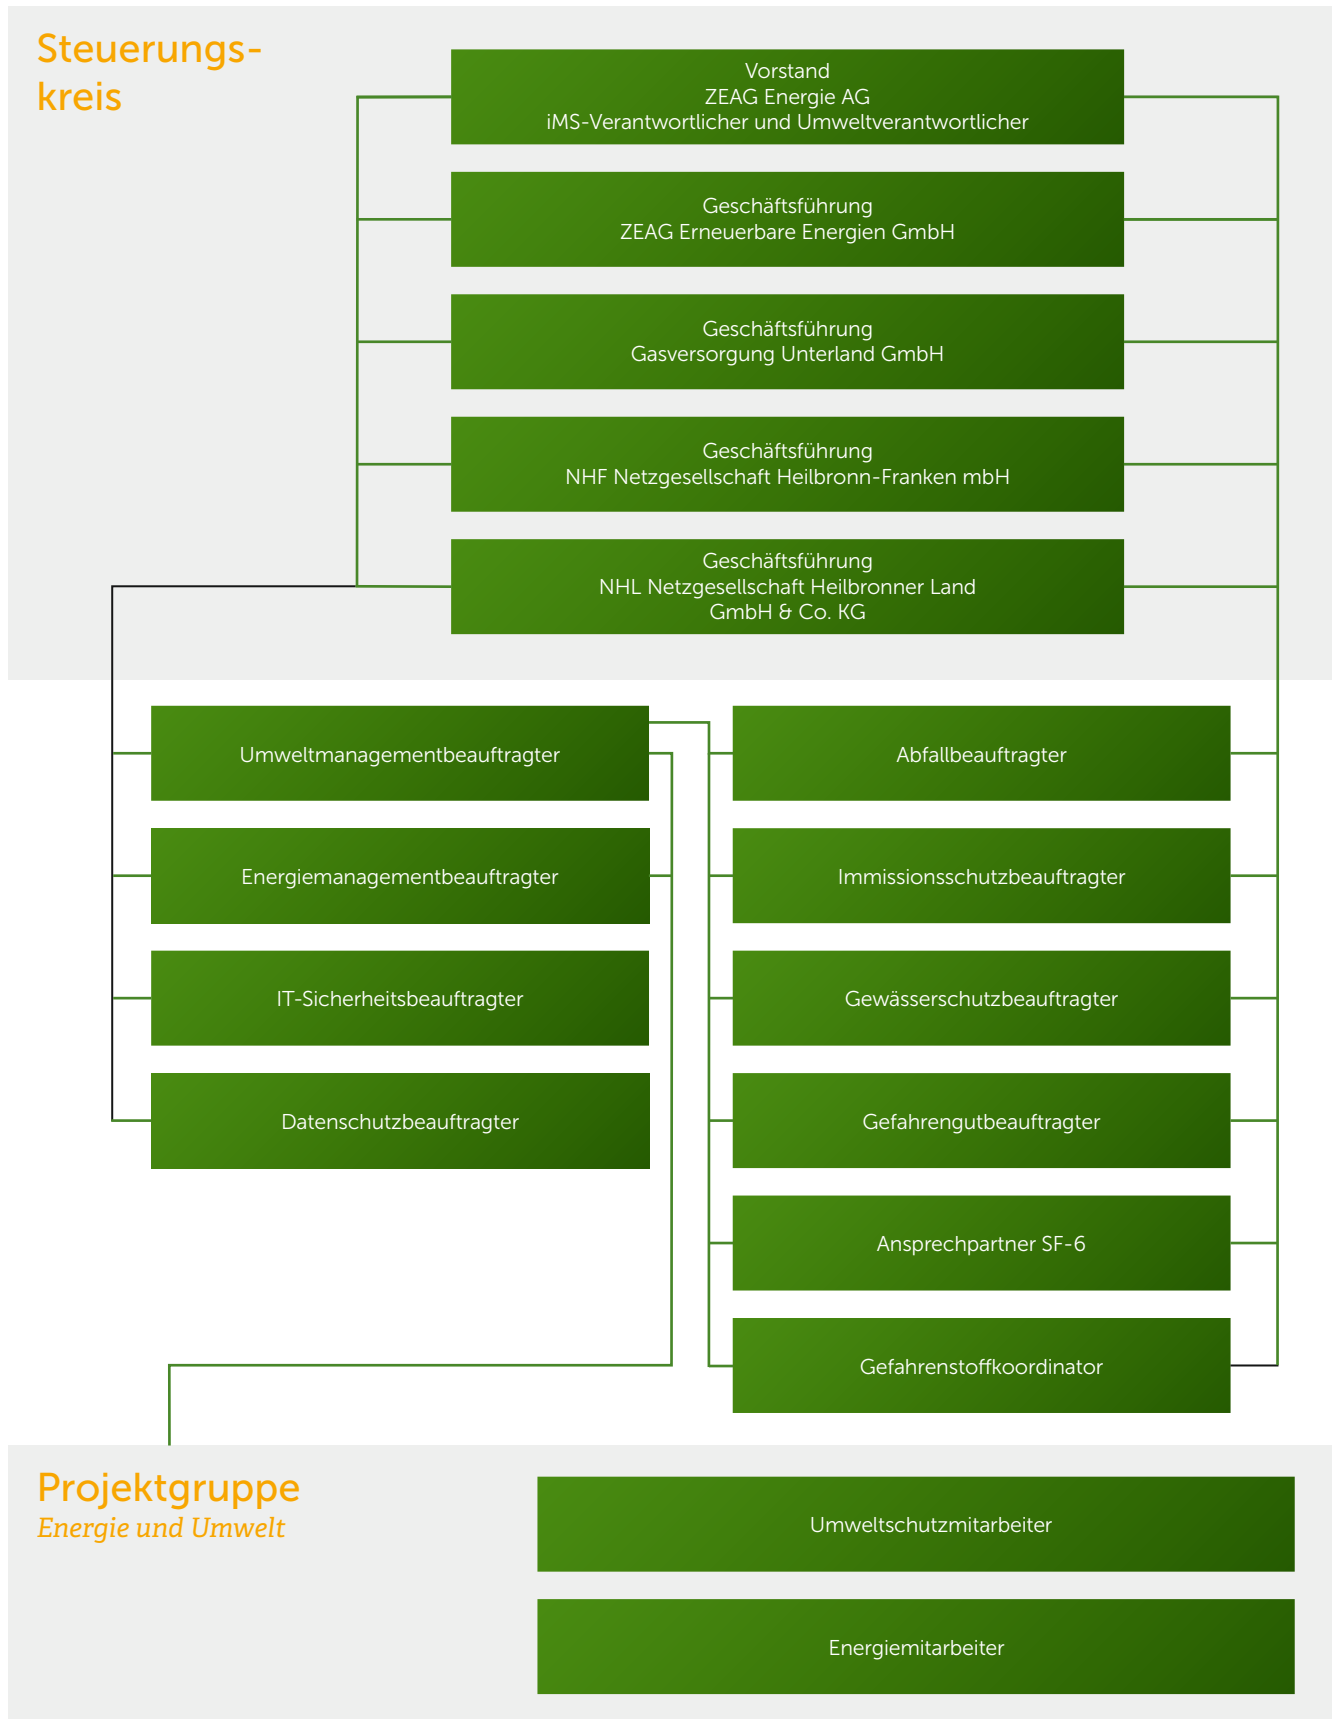 Steuerungs-
kreis
Vorstand
ZEAG Energie AG
iMS-Verantwortlicher und Umweltverantwortlicher
Geschäftsführung
ZEAG Erneuerbare Energien GmbH
Geschäftsführung
Gasversorgung Unterland GmbH
Geschäftsführung
NHF Netzgesellschaft Heilbronn-Franken mbH
Geschäftsführung
NHL Netzgesellschaft Heilbronner Land
GmbH & Co. KG
Umweltmanagementbeauftragter
Energiemanagementbeauftragter
IT-Sicherheitsbeauftragter
Datenschutzbeauftragter
Abfallbeauftragter
Immissionsschutzbeauftragter
Gewässerschutzbeauftragter
Gefahrengutbeauftragter
Ansprechpartner SF-6
Gefahrenstoffkoordinator
Projektgruppe
Energie und Umwelt
Umweltschutzmitarbeiter
Energiemitarbeiter